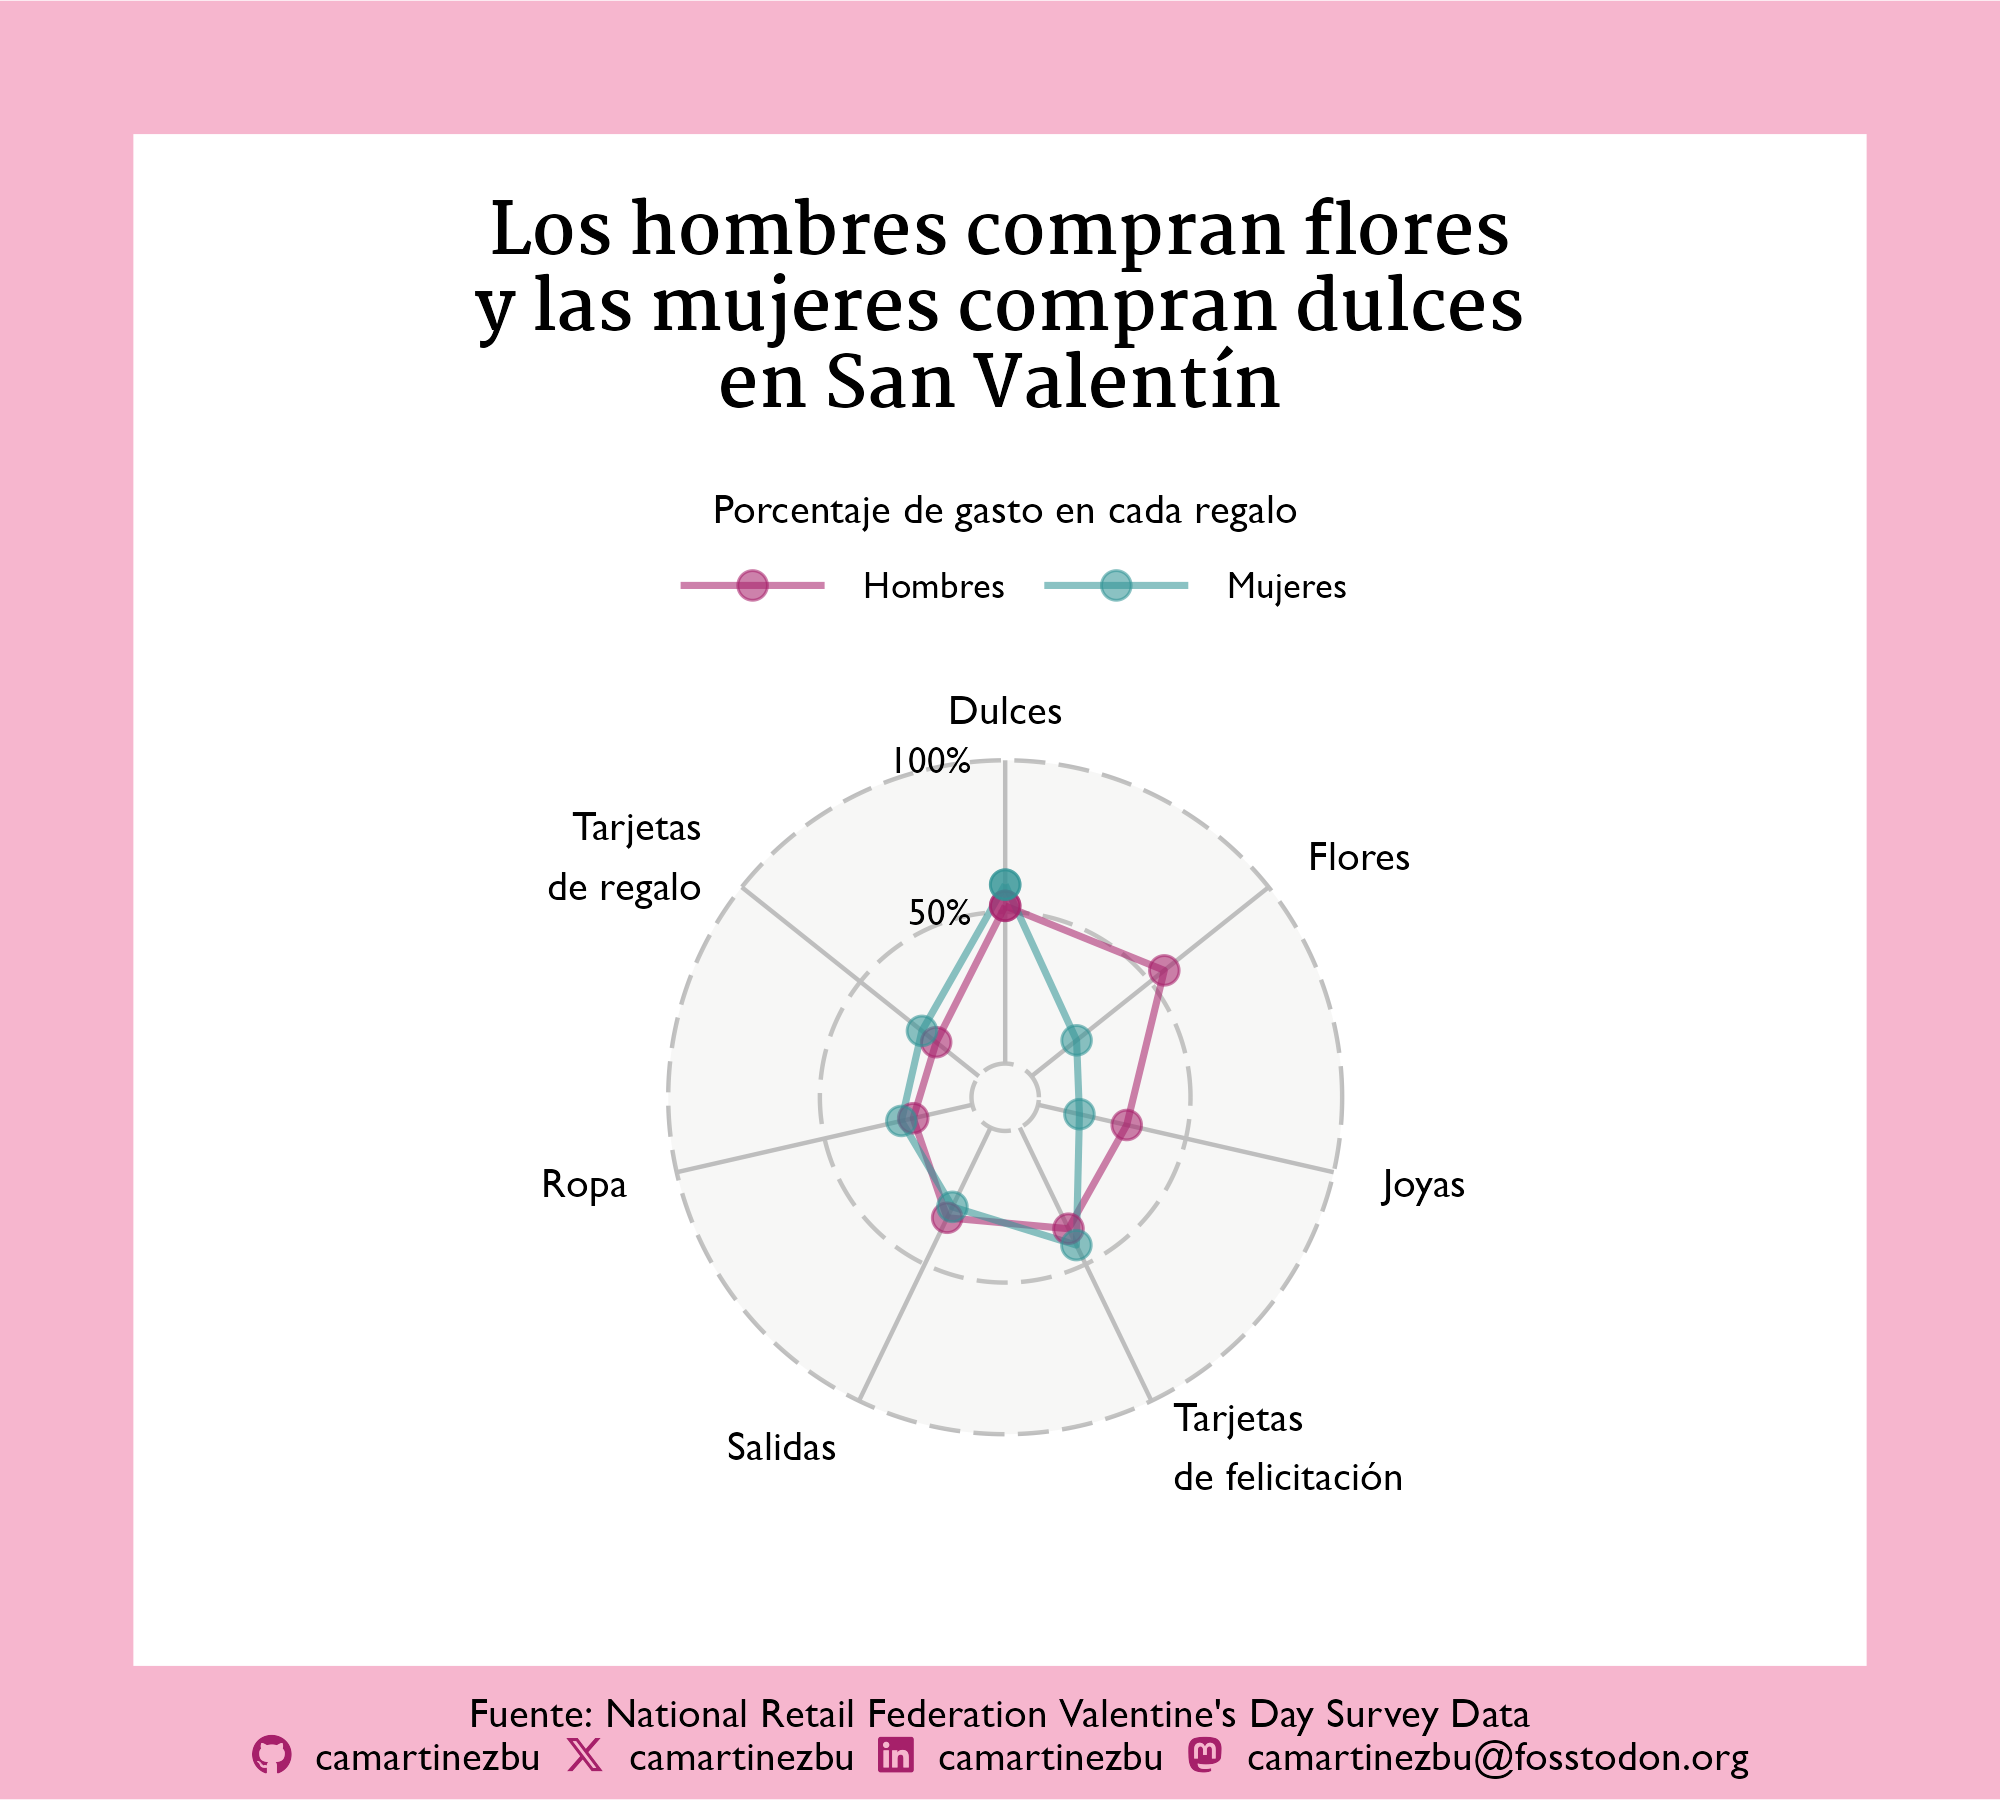 Los hombres compran flores
y las mujeres compran dulces
en San Valentín
Porcentaje de gasto en cada regalo
Hombres
Mujeres
Dulces
100%
Tarjetas
de regalo
Flores
50%
Ropa
Joyas
Salidas
Tarjetas
de felicitación
Fuente: National Retail Federation Valentine's Day Survey Data
camartinezbu camartinezbu camartinezbu camartinezbu@fosstodon.org